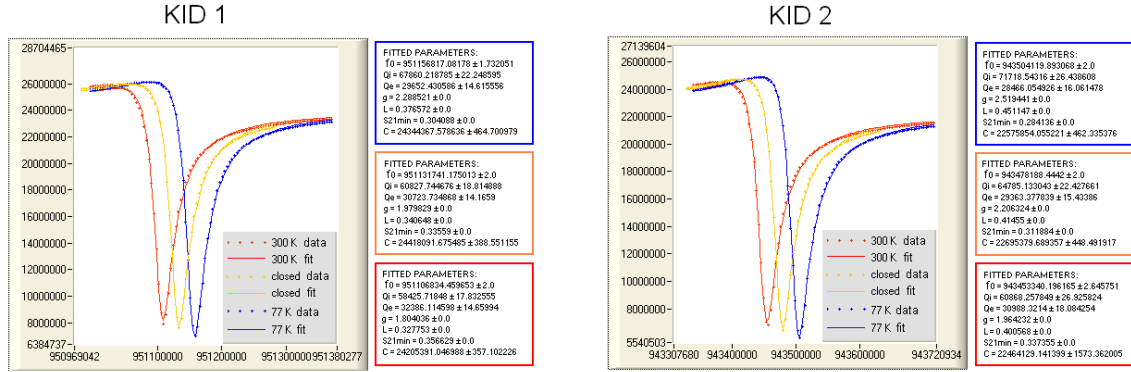 KID 1
28704465
26000000
24000000
22000000
20000000
18000000
16000000
14000000
12000000
10000000
8000000
6384737
950969042
951100000
951200000
951300000
951380277
300 K data
300 K fit
closed data
closed fit
77 K data
77 K fit
FITTED PARAMETERS:
f0 = 951156817.08178 ± 1.732051
Qi = 67860.218785 ± 22.248595
Qe = 29652.430586 ± 14.615556
g = 2.288521 ± 0.0
L = 0.376572 ± 0.0
S21min = 0.304088 ± 0.0
C = 24344367.578636 ± 464.700979
FITTED PARAMETERS:
f0 = 951131741.175013 ± 2.0
Qi = 60827.744676 ± 18.814888
Qe = 30723.734868 ± 14.1659
g = 1.979829 ± 0.0
L = 0.340648 ± 0.0
S21min = 0.33559 ± 0.0
C = 24418091.675485 ± 388.551155
FITTED PARAMETERS:
f0 = 951106834.459653 ± 2.0
Qi = 58425.71848 ± 17.832555
Qe = 32386.114598 ± 14.65994
g = 1.804036 ± 0.0
L = 0.327753 ± 0.0
S21min = 0.356629 ± 0.0
C = 24205391.046988 ± 357.102226
KID 2
27139604
26000000
24000000
22000000
20000000
18000000
16000000
14000000
12000000
10000000
8000000
5540503
943307680
943400000
943500000
943600000
943720934
300 K data
300 K fit
closed data
closed fit
77 K data
77 K fit
FITTED PARAMETERS:
f0 = 943504119.893068 ± 2.0
Qi = 71718.54316 ± 26.438608
Qe = 28466.054926 ± 16.061478
g = 2.519441 ± 0.0
L = 0.451147 ± 0.0
S21min = 0.284136 ± 0.0
C = 22575854.055221 ± 462.335376
FITTED PARAMETERS:
f0 = 943478188.4442 ± 2.0
Qi = 64785.133043 ± 22.427661
Qe = 29363.377839 ± 15.43386
g = 2.206324 ± 0.0
L = 0.41455 ± 0.0
S21min = 0.311884 ± 0.0
C = 22695379.689357 ± 448.491917
FITTED PARAMETERS:
f0 = 943453340.196165 ± 2.645751
Qi = 60868.257849 ± 26.925824
Qe = 30988.3214 ± 18.084254
g = 1.964232 ± 0.0
L = 0.400568 ± 0.0
S21min = 0.337355 ± 0.0
C = 22464129.141399 ± 1573.362005